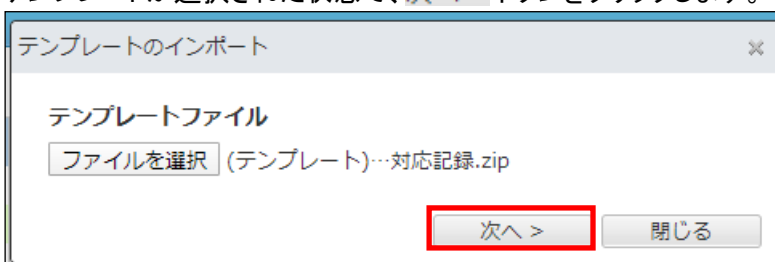 テンプレートのインポート
テンプレートファイル
ファイルを選択 (テンプレート)…対応記録.zip
次へ > 閉じる